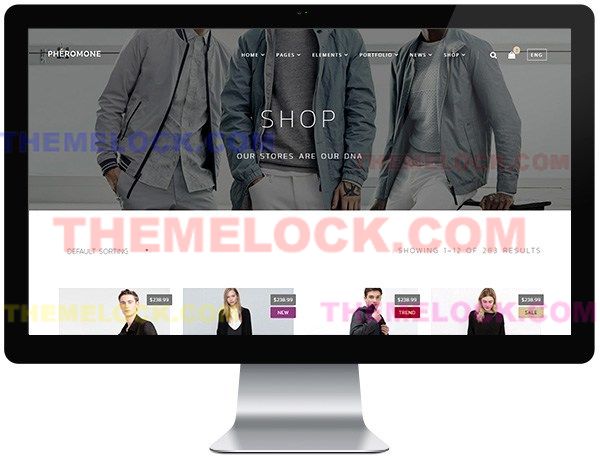 PHEROMONE HOME PAGES ELEMENTS PORTFOLIO NEWS SHOP ENG
SHOP
THEMELOCK.COM THEMELOCK.COM
OUR STORES ARE OUR DNA
THEMELOCK.COM
DEFAULT SORTING SHOWING 1–12 OF 263 RESULTS
$238.99 $238.99 $238.99 $238.99
NEW TREND SALE
THEMELOCK.COM THEMELOCK.COM